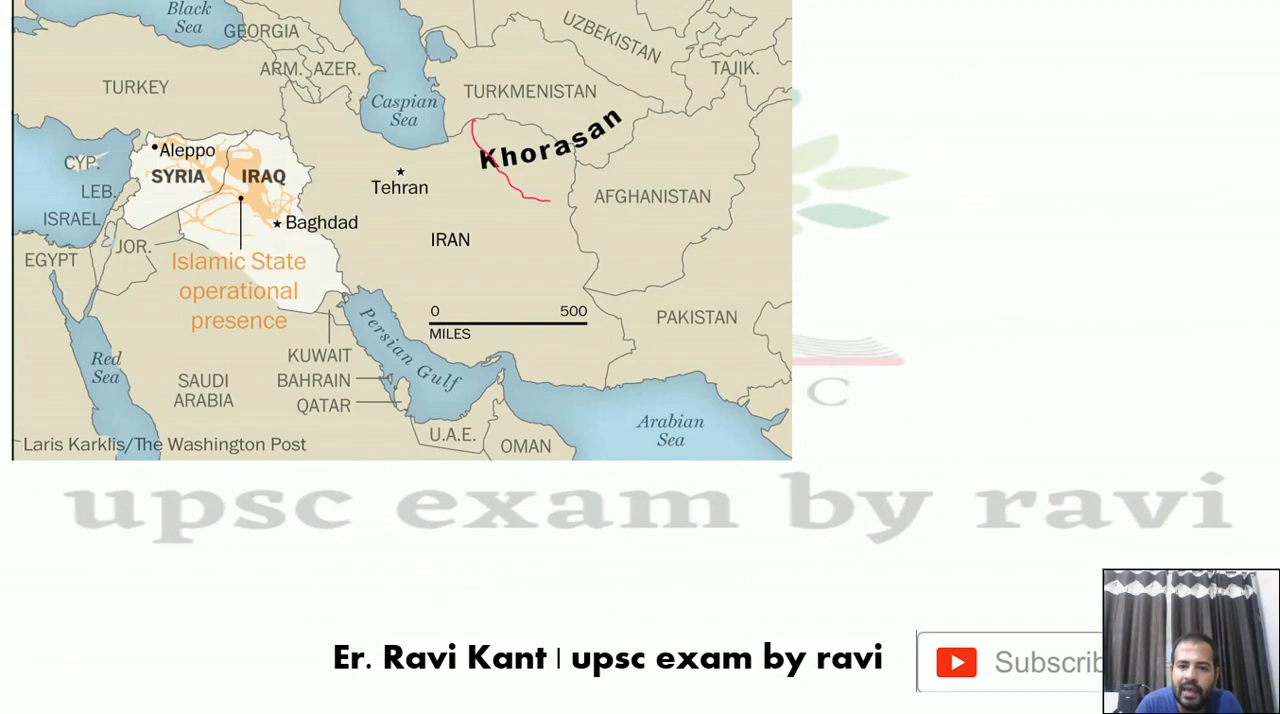 Black
Sea
GEORGIA
UZBEKISTAN
ARM.
AZER.
TAJIK.
TURKEY
Caspian
Sea
TURKMENISTAN
Khorasan
CYP.
Aleppo
SYRIA
IRAQ
Tehran
LEB.
AFGHANISTAN
ISRAEL
Baghdad
JOR.
IRAN
EGYPT
Islamic State
operational
presence
0
500
MILES
PAKISTAN
Persian Gulf
Red
Sea
KUWAIT
BAHRAIN
QATAR
SAUDI
ARABIA
C
U.A.E.
OMAN
Arabian
Sea
Laris Karklis/The Washington Post
upsc exam by ravi
Er. Ravi Kant | upsc exam by ravi
Subscrib